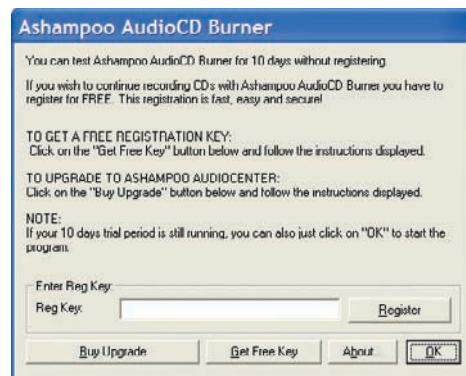 Ashampoo AudioCD Burner
You can test Ashampoo AudioCD Burner for 10 days without registering.
If you wish to continue recording CDs with Ashampoo AudioCD Burner you have to
register for FREE. This registration is fast, easy and secure!
TO GET A FREE REGISTRATION KEY:
Click on the "Get Free Key" button below and follow the instructions displayed.
TO UPGRADE TO ASHAMPOO AUDIOCENTER:
Click on the "Buy Upgrade" button below and follow the instructions displayed.
NOTE:
If your 10 days trial period is still running, you can also just click on "OK" to start the
program.
Enter Reg Key:
Reg Key:
Register
Buy Upgrade
Get Free Key
About...
OK